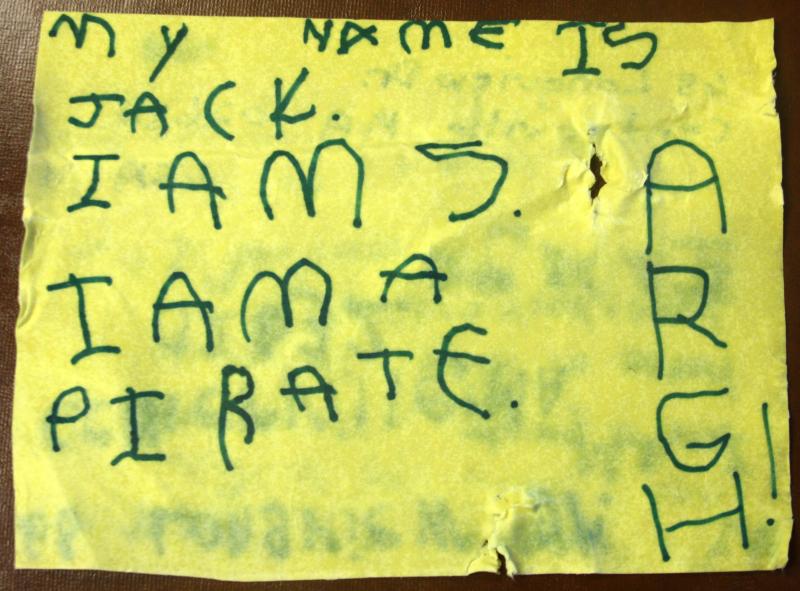 MY NAME IS
JACK.
I AM 5.
I AM A
PIRATE.
ARGH!